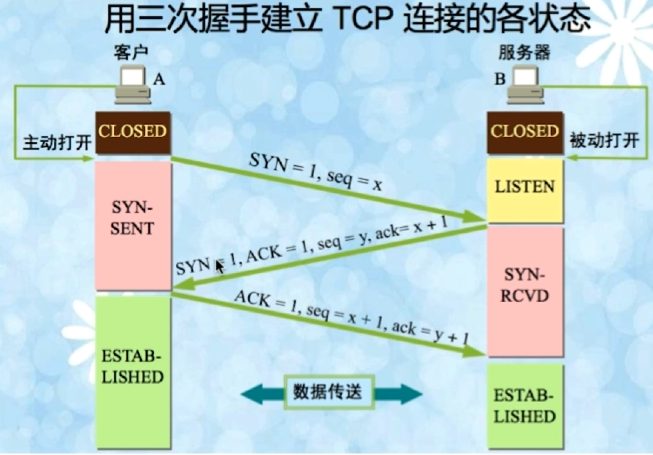 用三次握手建立 TCP 连接的各状态
客户
服务器
A
B
主动打开
CLOSED
CLOSED
被动打开
SYN = 1, seq = x
LISTEN
SYN-
SENT
SYN = 1, ACK = 1, seq = y, ack= x + 1
SYN-
RCVD
ACK = 1, seq = x + 1, ack = y + 1
ESTAB-
LISHED
数据传送
ESTAB-
LISHED